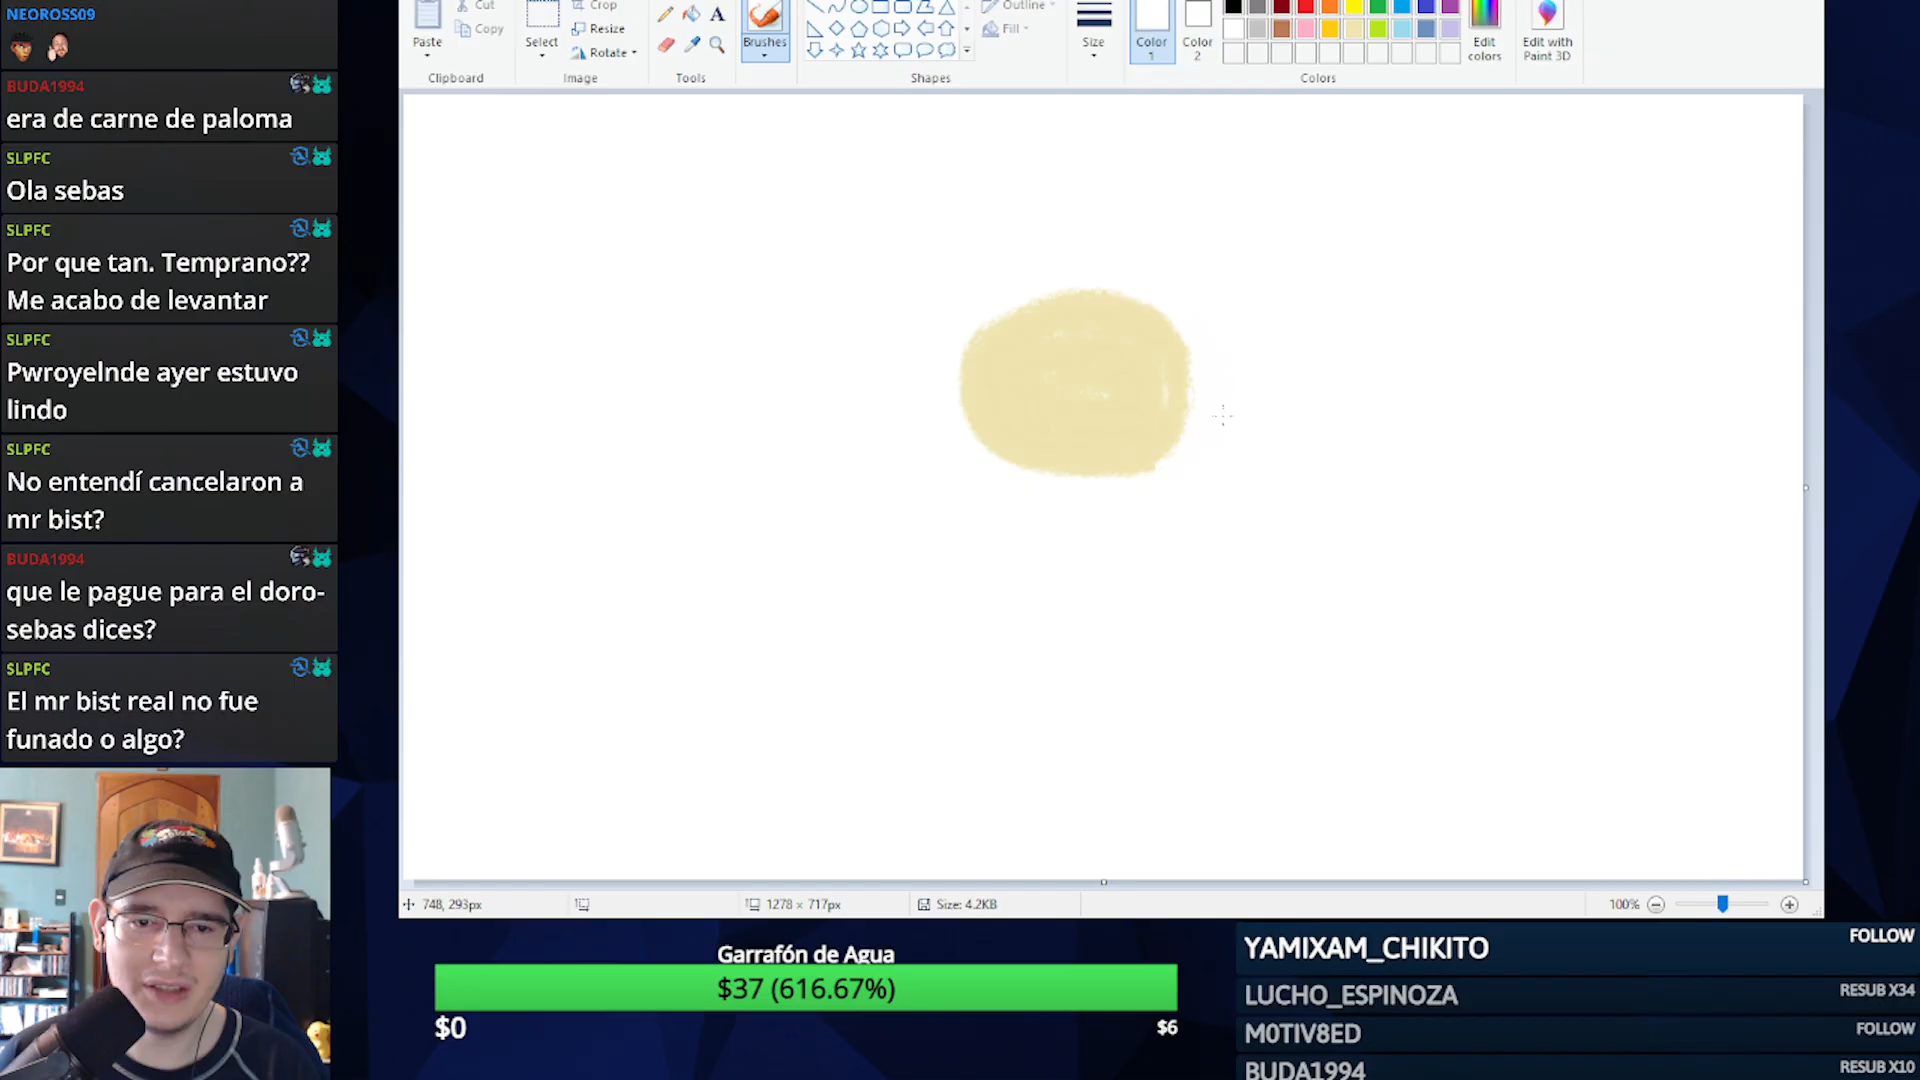 NEOROSS09
BUDA1994
era de carne de paloma
SLPFC
Ola sebas
SLPFC
Por que tan. Temprano??
Me acabo de levantar
SLPFC
Pwroyelnde ayer estuvo
lindo
SLPFC
No entendí cancelaron a
mr bist?
BUDA1994
que le pague para el doro-
sebas dices?
SLPFC
El mr bist real no fue
funado o algo?
Paste
Cut
Copy
Clipboard
Select
Crop
Resize
Rotate
Image
A
Tools
Brushes
Shapes
Outline
Fill
Size
Color
1
Color
2
Colors
Edit
colors
Edit with
Paint 3D
748, 293px
1278 × 717px
Size: 4.2KB
100%
Garrafón de Agua
$37 (616.67%)
$0
$6
YAMIXAM_CHIKITO
FOLLOW
LUCHO_ESPINOZA
RESUB X34
M0TIV8ED
FOLLOW
BUDA1994
RESUB X10